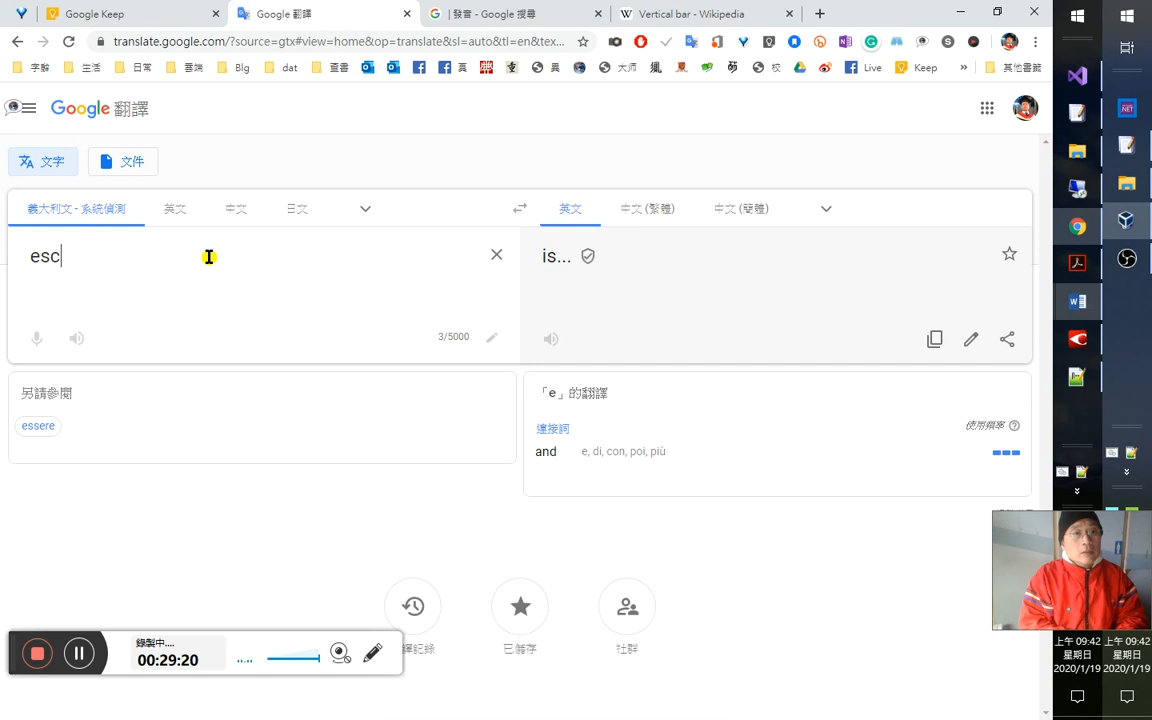 Google Keep
Google 翻譯
| 發音 - Google 搜尋
Vertical bar - Wikipedia
translate.google.com/?source=gtx#view=home&op=translate&sl=auto&tl=en&tex...
字辭
生活
日常
雲端
Blg
dat
查書
真
異
大师
校
Live
Keep
»
其他書籤
Google 翻譯
文字
文件
義大利文 - 系統偵測
英文
中文
日文
英文
中文 (繁體)
中文 (簡體)
esc
is...
3/5000
另請參閱
essere
「e」的翻譯
連接詞
使用頻率
and
e, di, con, poi, più
譯記錄
已儲存
社群
錄製中....
00:29:20
上午 09:42
星期日
2020/1/19
上午 09:42
星期日
2020/1/19